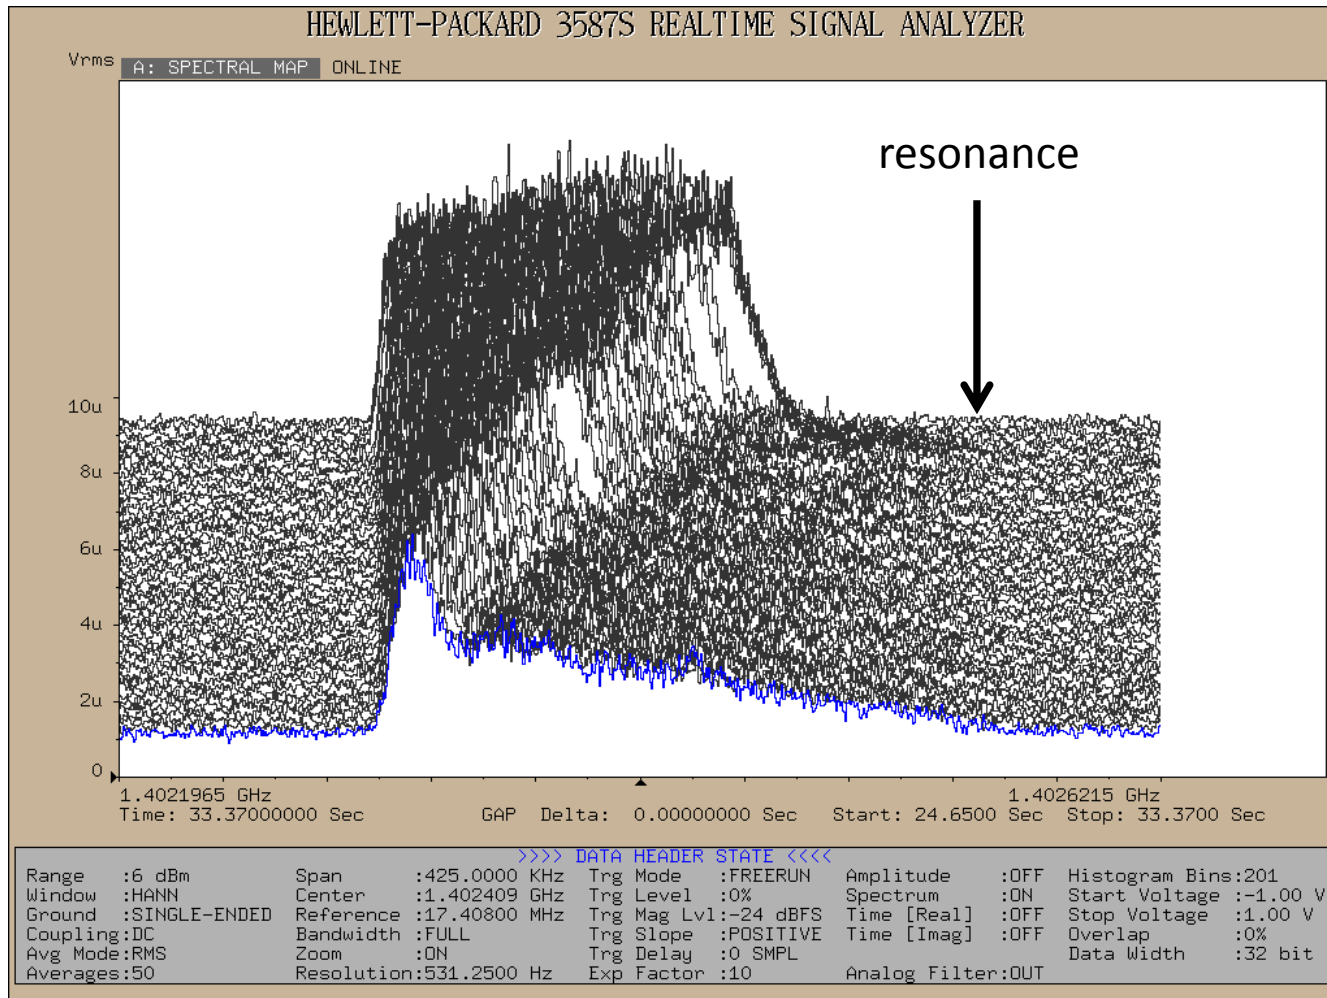 HEWLETT-PACKARD 3587S REALTIME SIGNAL ANALYZER
Vrms A: SPECTRAL MAP ONLINE
resonance
10u
8u
6u
4u
2u
0
1.4021965 GHz 1.4026215 GHz
Time: 33.37000000 Sec GAP Delta: 0.00000000 Sec Start: 24.6500 Sec Stop: 33.3700 Sec
>>>> DATA HEADER STATE <<<<
Range :6 dBm Span :425.0000 KHz Trg Mode :FREERUN Amplitude :OFF Histogram Bins:201
Window :HANN Center :1.402409 GHz Trg Level :0% Spectrum :ON Start Voltage :-1.00 V
Ground :SINGLE-ENDED Reference :17.40800 MHz Trg Mag Lvl:-24 dBFS Time [Real] :OFF Stop Voltage :1.00 V
Coupling:DC Bandwidth :FULL Trg Slope :POSITIVE Time [Imag] :OFF Overlap :0%
Avg Mode:RMS Zoom :ON Trg Delay :0 SMPL Data Width :32 bit
Averages:50 Resolution:531.2500 Hz Exp Factor :10 Analog Filter:OUT